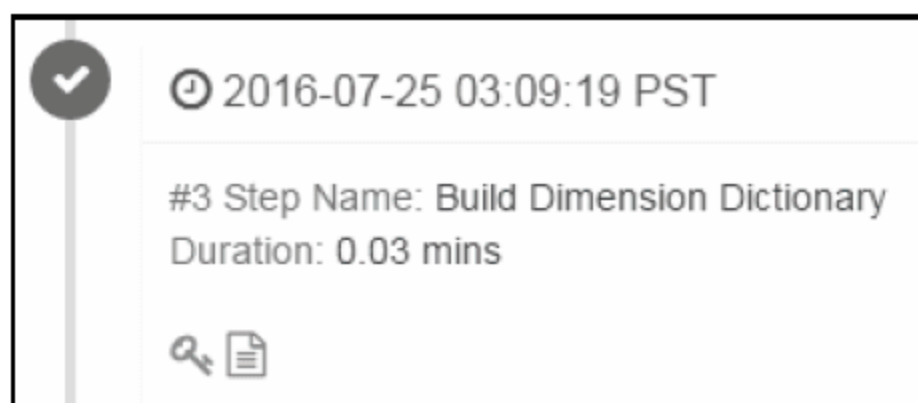 2016-07-25 03:09:19 PST
#3 Step Name: Build Dimension Dictionary
Duration: 0.03 mins